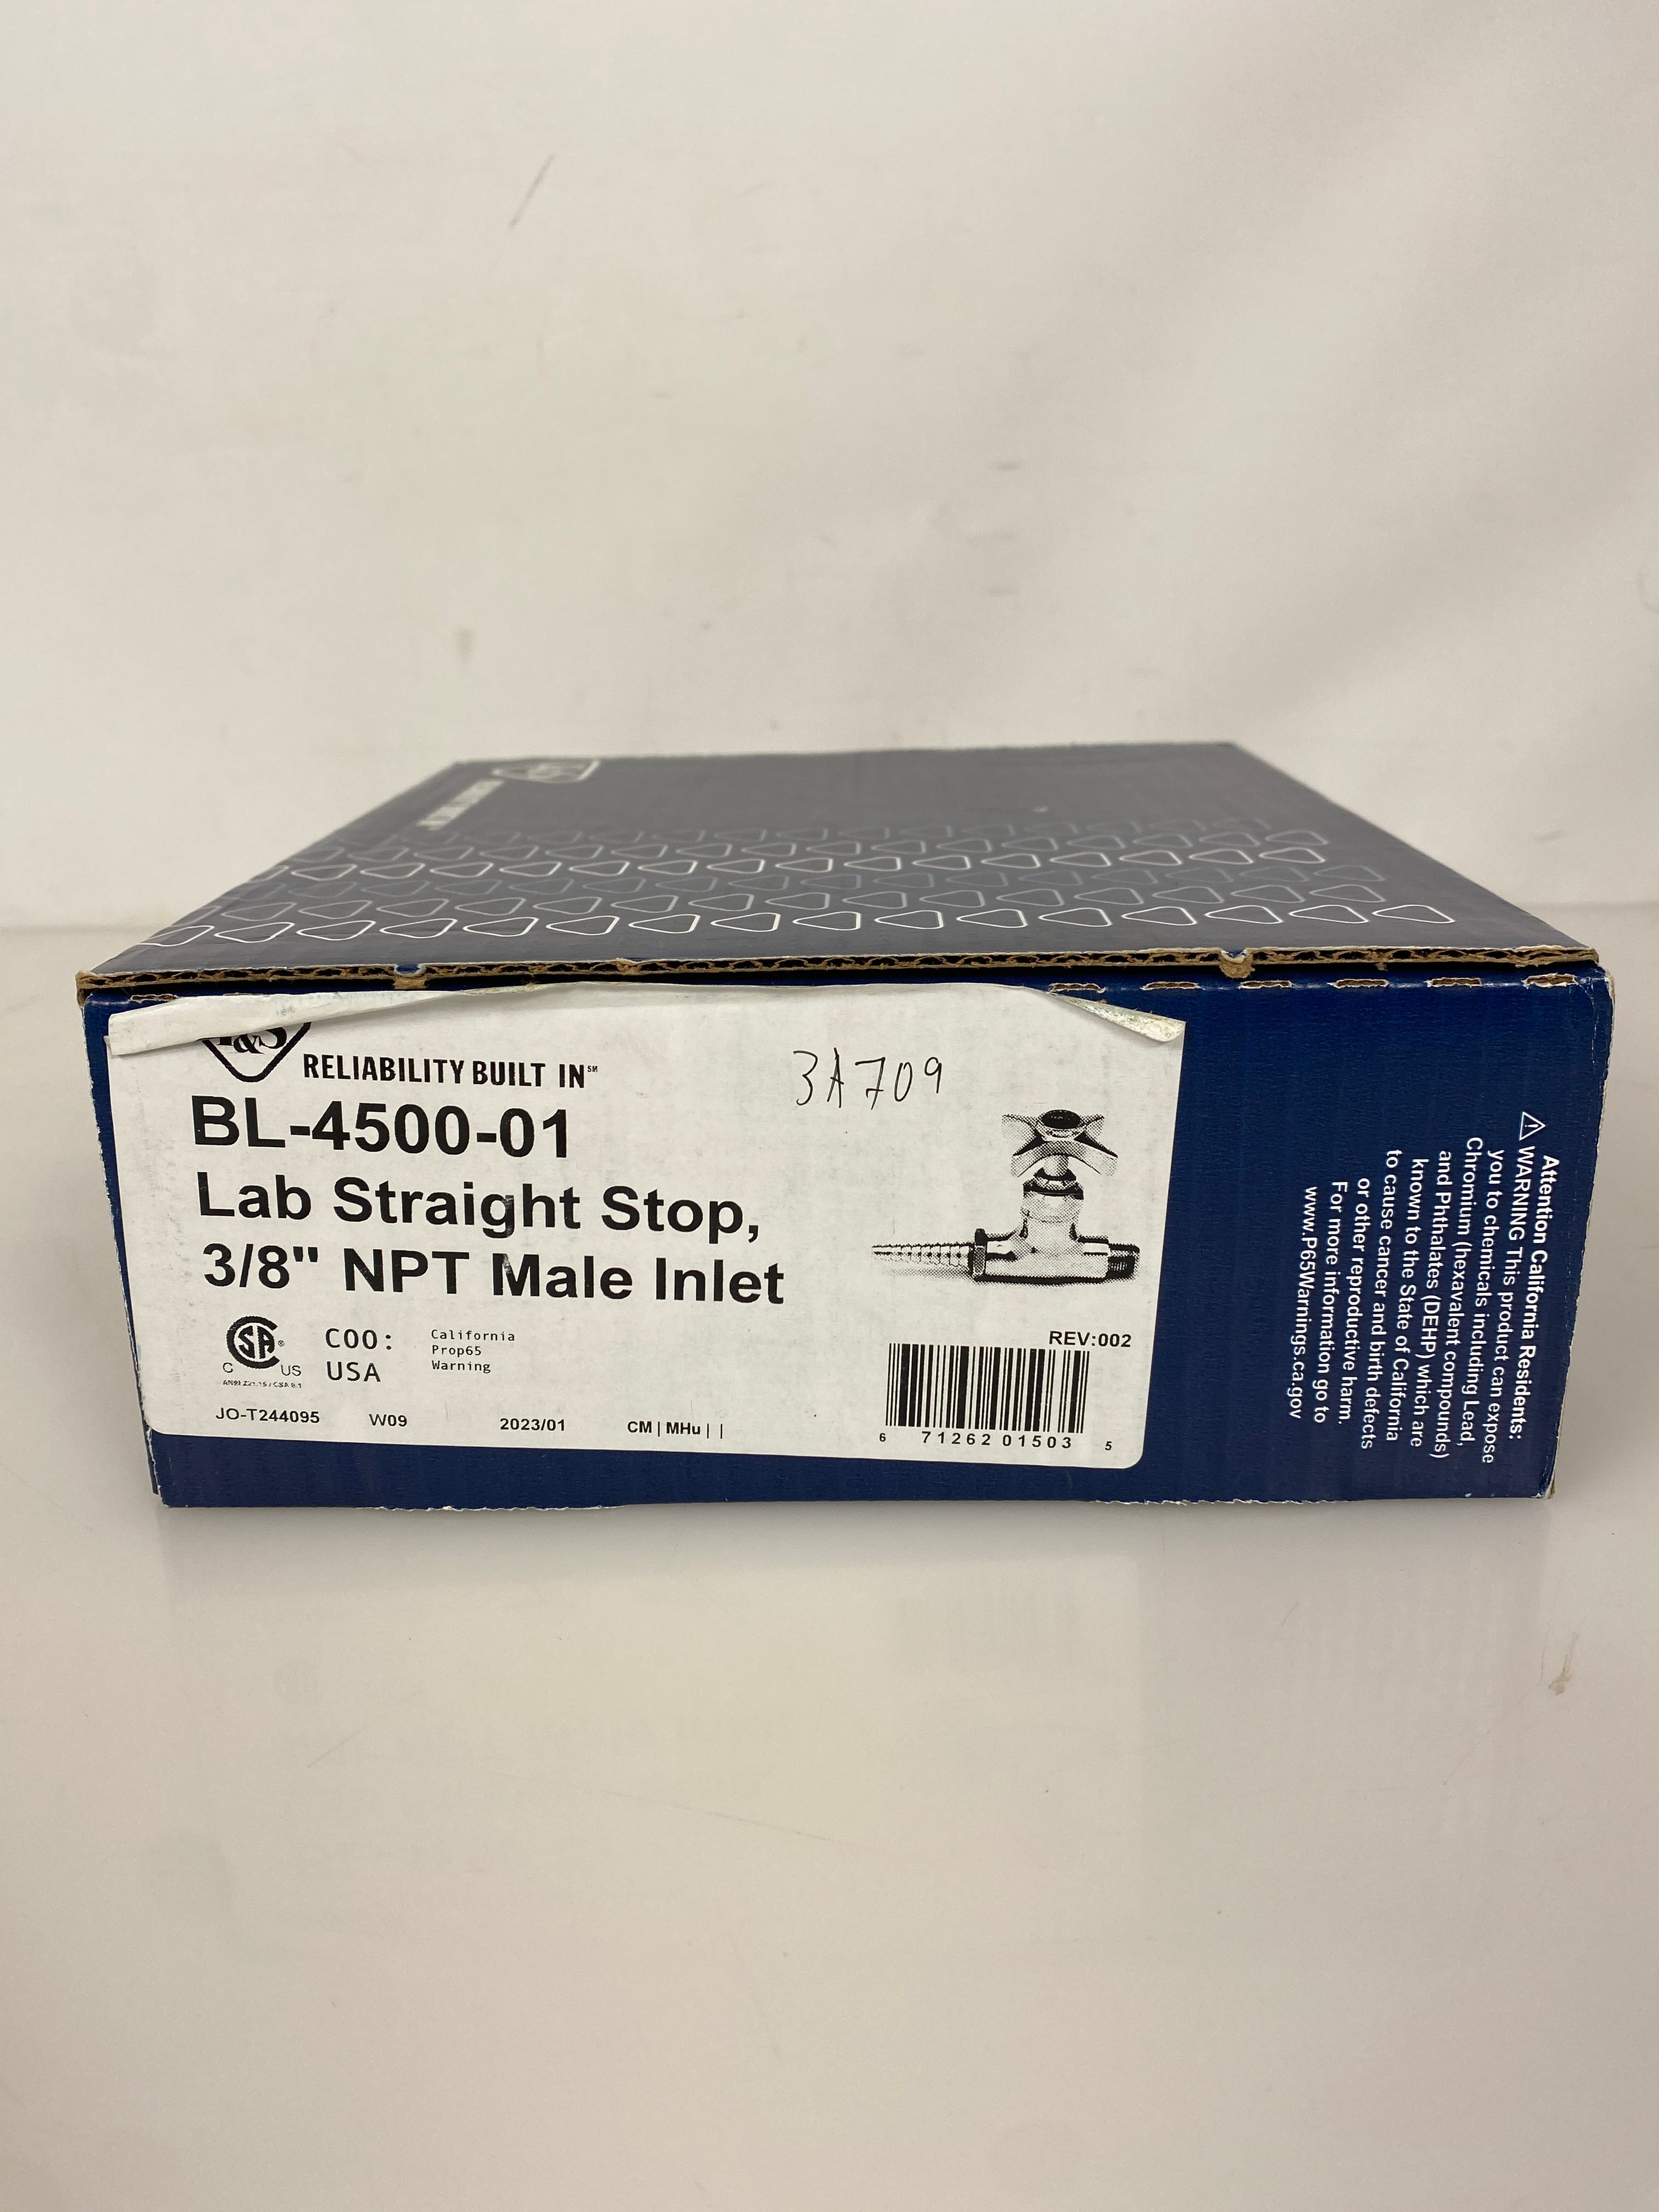 T&S
RELIABILITY BUILT IN℠
3A709
BL-4500-01
Lab Straight Stop,
3/8" NPT Male Inlet
CSA®
C US
COO:
USA
California
Prop65
Warning
REV:002
JO-T244095 W09 2023/01 CM | MHu | |
6 71262 01503 5
Attention California Residents:
⚠ WARNING This product can expose
you to chemicals including Lead,
Chromium (hexavalent compounds)
and Phthalates (DEHP) which are
known to the State of California
to cause cancer and birth defects
or other reproductive harm.
For more information go to
www.P65Warnings.ca.gov